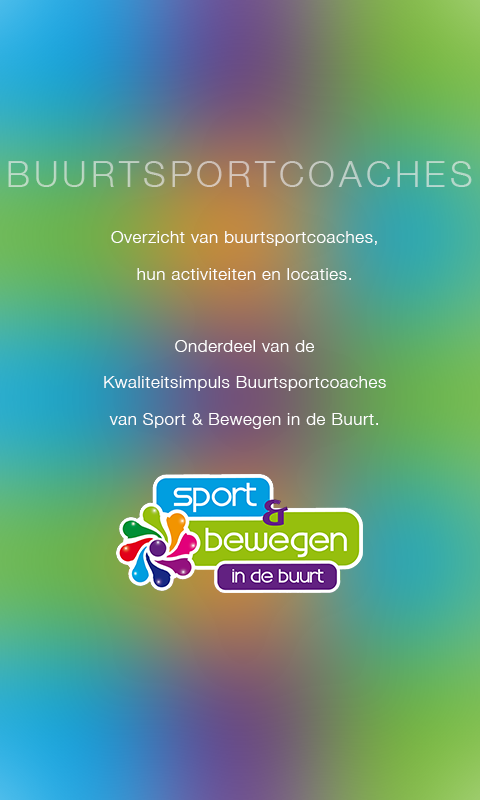 BUURTSPORTCOACHES
Overzicht van buurtsportcoaches,
hun activiteiten en locaties.
Onderdeel van de
Kwaliteitsimpuls Buurtsportcoaches
van Sport & Bewegen in de Buurt.
sport
&
bewegen
in de buurt